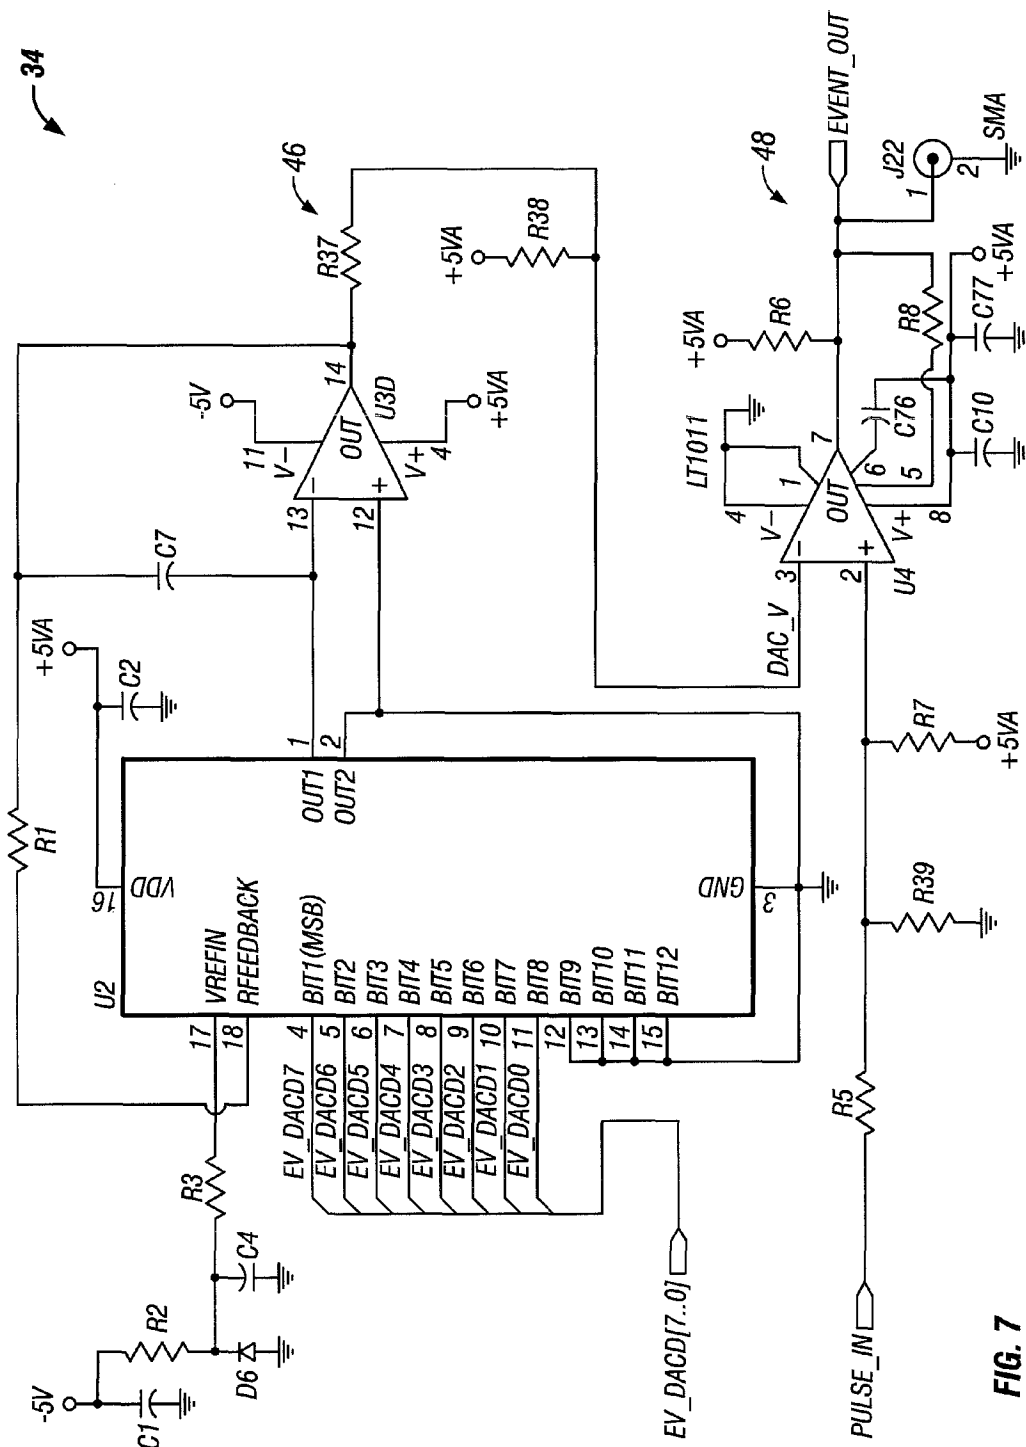 34
-5V
C1
R2
D6
C4
R3
R1
+5VA
C2
C7
U2
16
VDD
17
VREFIN
18
RFEEDBACK
EV_DACD7
4
BIT1(MSB)
EV_DACD6
5
BIT2
EV_DACD5
6
BIT3
EV_DACD4
7
BIT4
EV_DACD3
8
BIT5
EV_DACD2
9
BIT6
EV_DACD1
10
BIT7
EV_DACD0
11
BIT8
12
BIT9
13
BIT10
14
BIT11
15
BIT12
OUT1
1
OUT2
2
GND
3
EV_DACD[7..0]
-5V
11
V-
13
-
OUT
14
12
+
V+
4
U3D
+5VA
R37
46
+5VA
R38
DAC_V
LT1011
4
V-
1
3
-
OUT
7
2
+
V+
8
5
6
U4
C76
+5VA
R6
R8
C10
C77
+5VA
48
EVENT_OUT
J22
1
2
SMA
PULSE_IN
R5
R39
R7
+5VA
FIG. 7